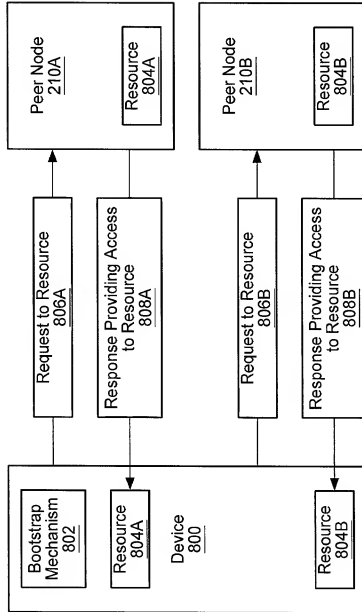 Bootstrap
Mechanism
802
Resource
804A
Device
800
Resource
804B
Request to Resource
806A
Response Providing Access
to Resource
808A
Request to Resource
806B
Response Providing Access
to Resource
808B
Peer Node
210A
Resource
804A
Peer Node
210B
Resource
804B